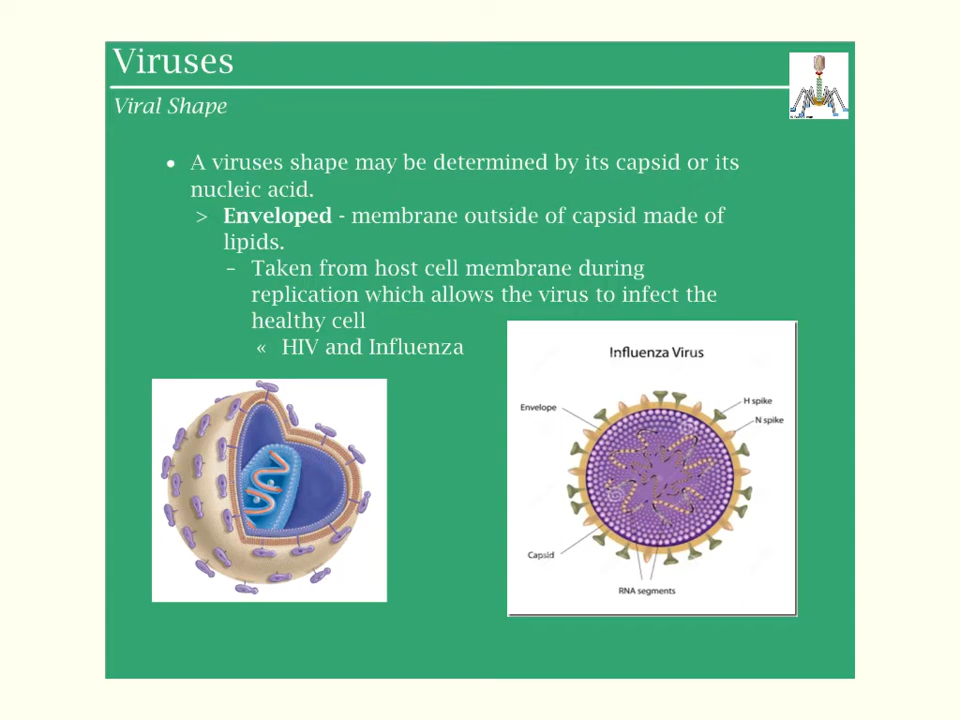 Viruses
Viral Shape
• A viruses shape may be determined by its capsid or its
nucleic acid.
> Enveloped - membrane outside of capsid made of
lipids.
– Taken from host cell membrane during
replication which allows the virus to infect the
healthy cell
« HIV and Influenza
Influenza Virus
Envelope
H spike
N spike
Capsid
RNA segments